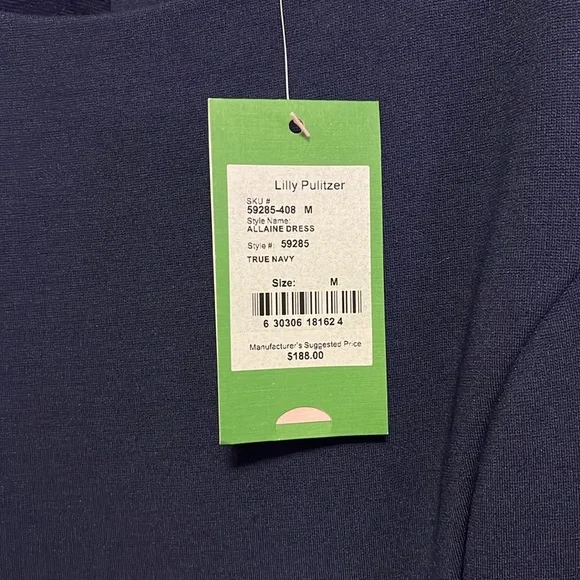 Lilly Pulitzer
SKU #
59285-408 M
Style Name:
ALLAINE DRESS
Style #: 59285
TRUE NAVY
Size: M
6 30306 18162 4
Manufacturer's Suggested Price
$188.00